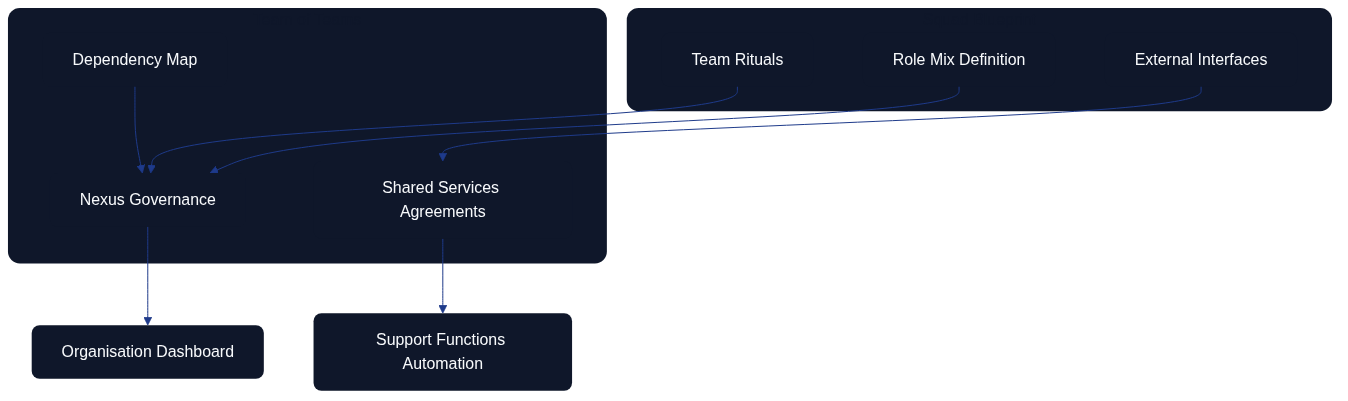 Dependency Map
Team Rituals
Role Mix Definition
External Interfaces
Nexus Governance
Shared Services
Agreements
Organisation Dashboard
Support Functions
Automation